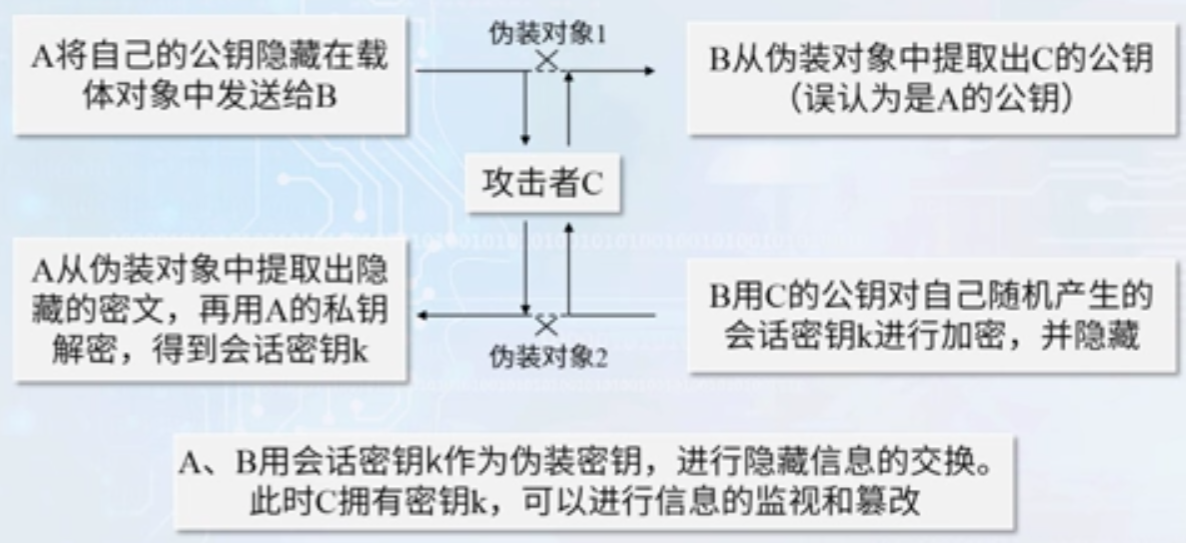 A将自己的公钥隐藏在载
体对象中发送给B
伪装对象1
B从伪装对象中提取出C的公钥
（误认为是A的公钥）
攻击者C
A从伪装对象中提取出隐
藏的密文，再用A的私钥
解密，得到会话密钥k
伪装对象2
B用C的公钥对自己随机产生的
会话密钥k进行加密，并隐藏
A、B用会话密钥k作为伪装密钥，进行隐藏信息的交换。
此时C拥有密钥k，可以进行信息的监视和篡改